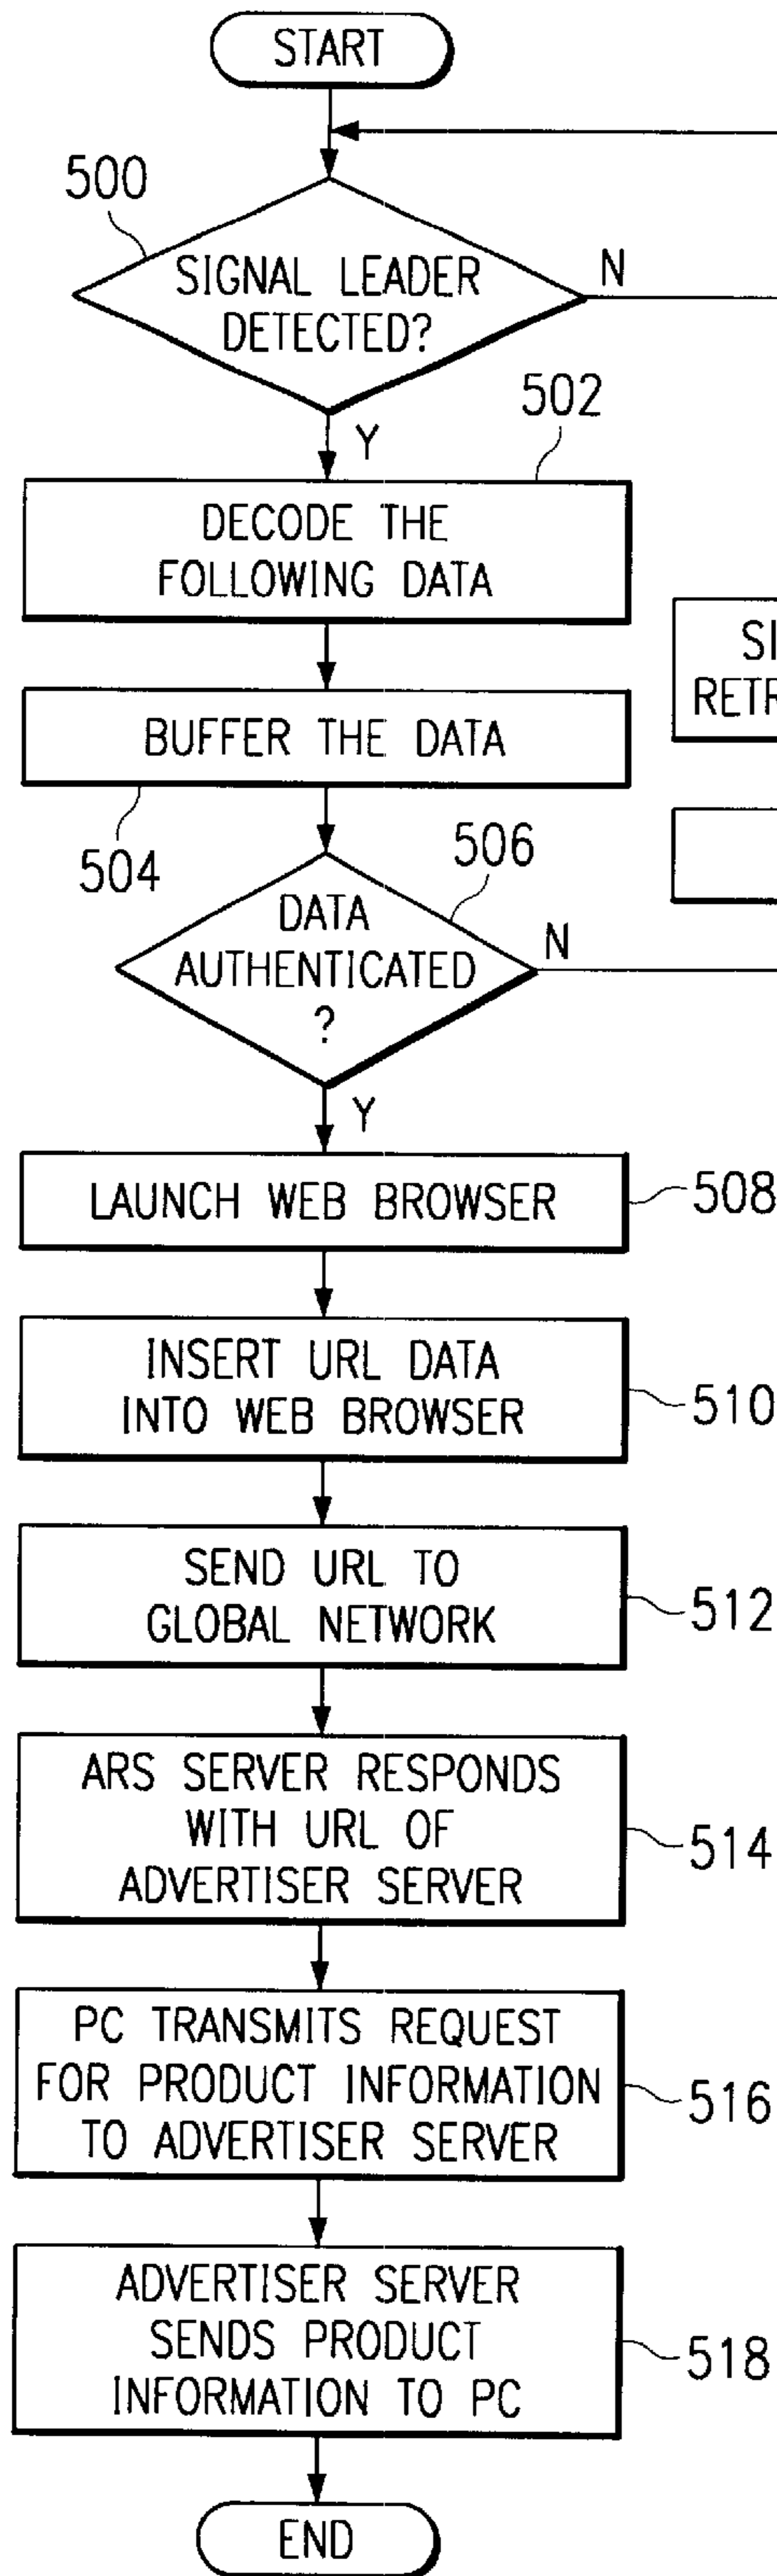 START
500
SIGNAL LEADER
DETECTED?
N
Y
502
DECODE THE
FOLLOWING DATA
BUFFER THE DATA
504
506
DATA
AUTHENTICATED
?
N
Y
LAUNCH WEB BROWSER
508
INSERT URL DATA
INTO WEB BROWSER
510
SEND URL TO
GLOBAL NETWORK
512
ARS SERVER RESPONDS
WITH URL OF
ADVERTISER SERVER
514
PC TRANSMITS REQUEST
FOR PRODUCT INFORMATION
TO ADVERTISER SERVER
516
ADVERTISER SERVER
SENDS PRODUCT
INFORMATION TO PC
518
END
SI
RETR